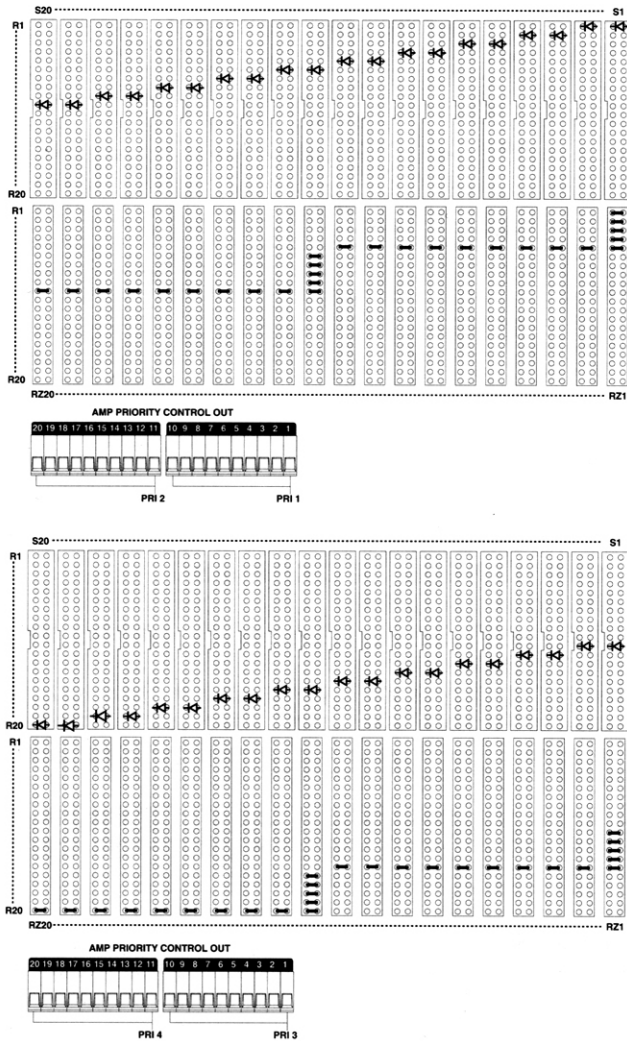 S20 S1
R1
R20
R1
R20
RZ20 RZ1
AMP PRIORITY CONTROL OUT
20 19 18 17 16 15 14 13 12 11 10 9 8 7 6 5 4 3 2 1
PRI 2 PRI 1
S20 S1
R1
R20
R1
R20
RZ20 RZ1
AMP PRIORITY CONTROL OUT
20 19 18 17 16 15 14 13 12 11 10 9 8 7 6 5 4 3 2 1
PRI 4 PRI 3